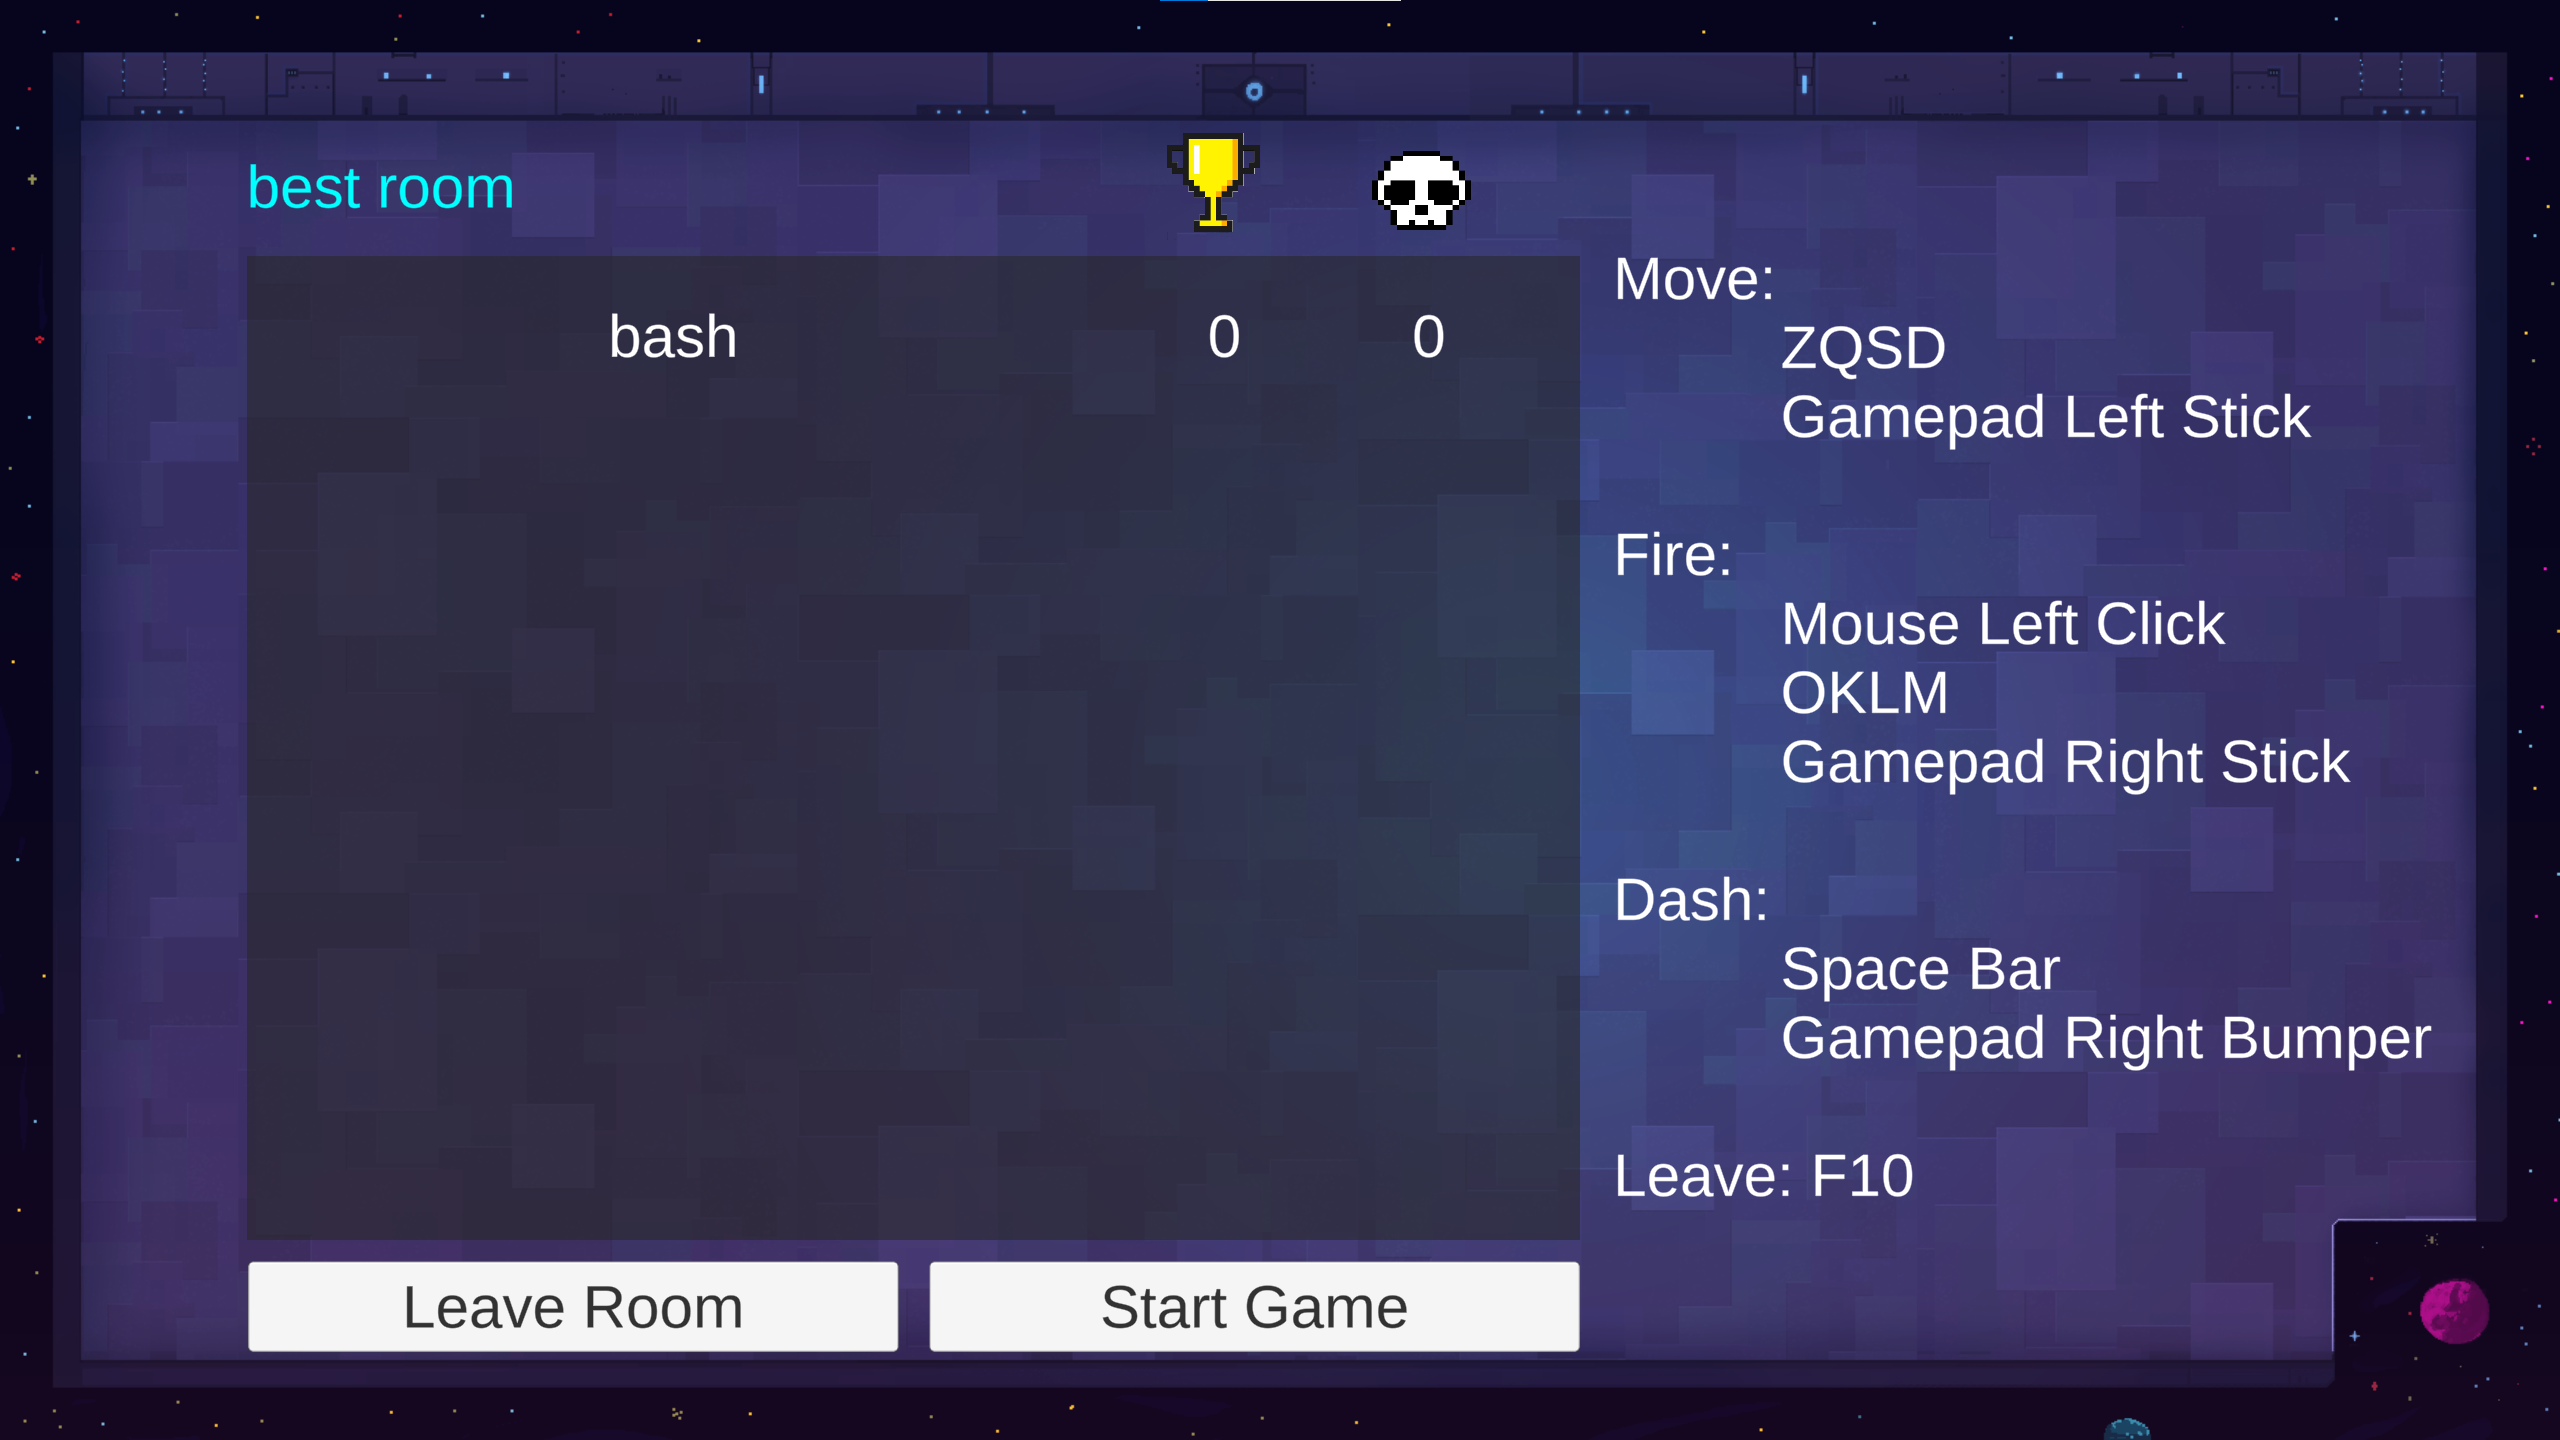 best room
bash 0 0
Move:
ZQSD
Gamepad Left Stick
Fire:
Mouse Left Click
OKLM
Gamepad Right Stick
Dash:
Space Bar
Gamepad Right Bumper
Leave: F10
Leave Room
Start Game